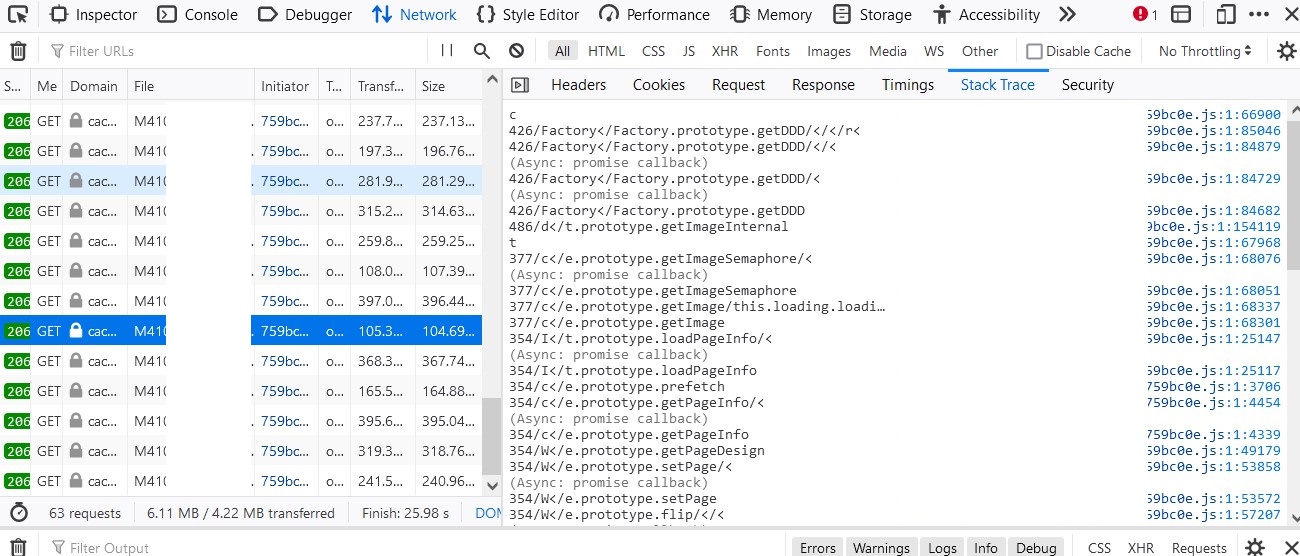 Inspector Console Debugger Network Style Editor Performance Memory Storage Accessibility 1
Filter URLs All HTML CSS JS XHR Fonts Images Media WS Other Disable Cache No Throttling
S... Me Domain File Initiator T... Transf... Size
Headers Cookies Request Response Timings Stack Trace Security
206 GET cac... M410 . 759bc... o... 237.7... 237.13...
206 GET cac... M410 . 759bc... o... 197.3... 196.76...
206 GET cac... M410 . 759bc... o... 281.9... 281.29...
206 GET cac... M410 . 759bc... o... 315.2... 314.63...
206 GET cac... M410 . 759bc... o... 259.8... 259.25...
206 GET cac... M410 . 759bc... o... 108.0... 107.39...
206 GET cac... M410 . 759bc... o... 397.0... 396.44...
206 GET cac... M410 . 759bc... o... 105.3... 104.69...
206 GET cac... M410 . 759bc... o... 368.3... 367.74...
206 GET cac... M410 . 759bc... o... 165.5... 164.88...
206 GET cac... M410 . 759bc... o... 395.6... 395.04...
206 GET cac... M410 . 759bc... o... 319.3... 318.76...
206 GET cac... M410 . 759bc... o... 241.5... 240.96...
63 requests 6.11 MB / 4.22 MB transferred Finish: 25.98 s DOM
c 59bc0e.js:1:66900
426/Factory</Factory.prototype.getDDD/</</r< 59bc0e.js:1:85046
426/Factory</Factory.prototype.getDDD/</< 59bc0e.js:1:84879
(Async: promise callback)
426/Factory</Factory.prototype.getDDD/< 59bc0e.js:1:84729
(Async: promise callback)
426/Factory</Factory.prototype.getDDD 59bc0e.js:1:84682
486/d</t.prototype.getImageInternal 9bc0e.js:1:154119
t 59bc0e.js:1:67968
377/c</e.prototype.getImageSemaphore/< 59bc0e.js:1:68076
(Async: promise callback)
377/c</e.prototype.getImageSemaphore 59bc0e.js:1:68051
377/c</e.prototype.getImage/this.loading.loadi… 59bc0e.js:1:68337
377/c</e.prototype.getImage 59bc0e.js:1:68301
354/I</t.prototype.loadPageInfo/< 59bc0e.js:1:25147
(Async: promise callback)
354/I</t.prototype.loadPageInfo 59bc0e.js:1:25117
354/c</e.prototype.prefetch 759bc0e.js:1:3706
354/c</e.prototype.getPageInfo/< 759bc0e.js:1:4454
(Async: promise callback)
354/c</e.prototype.getPageInfo 759bc0e.js:1:4339
354/W</e.prototype.getPageDesign 59bc0e.js:1:49179
354/W</e.prototype.setPage/< 59bc0e.js:1:53858
(Async: promise callback)
354/W</e.prototype.setPage 59bc0e.js:1:53572
354/W</e.prototype.flip/</< 59bc0e.js:1:57207
Filter Output Errors Warnings Logs Info Debug CSS XHR Requests